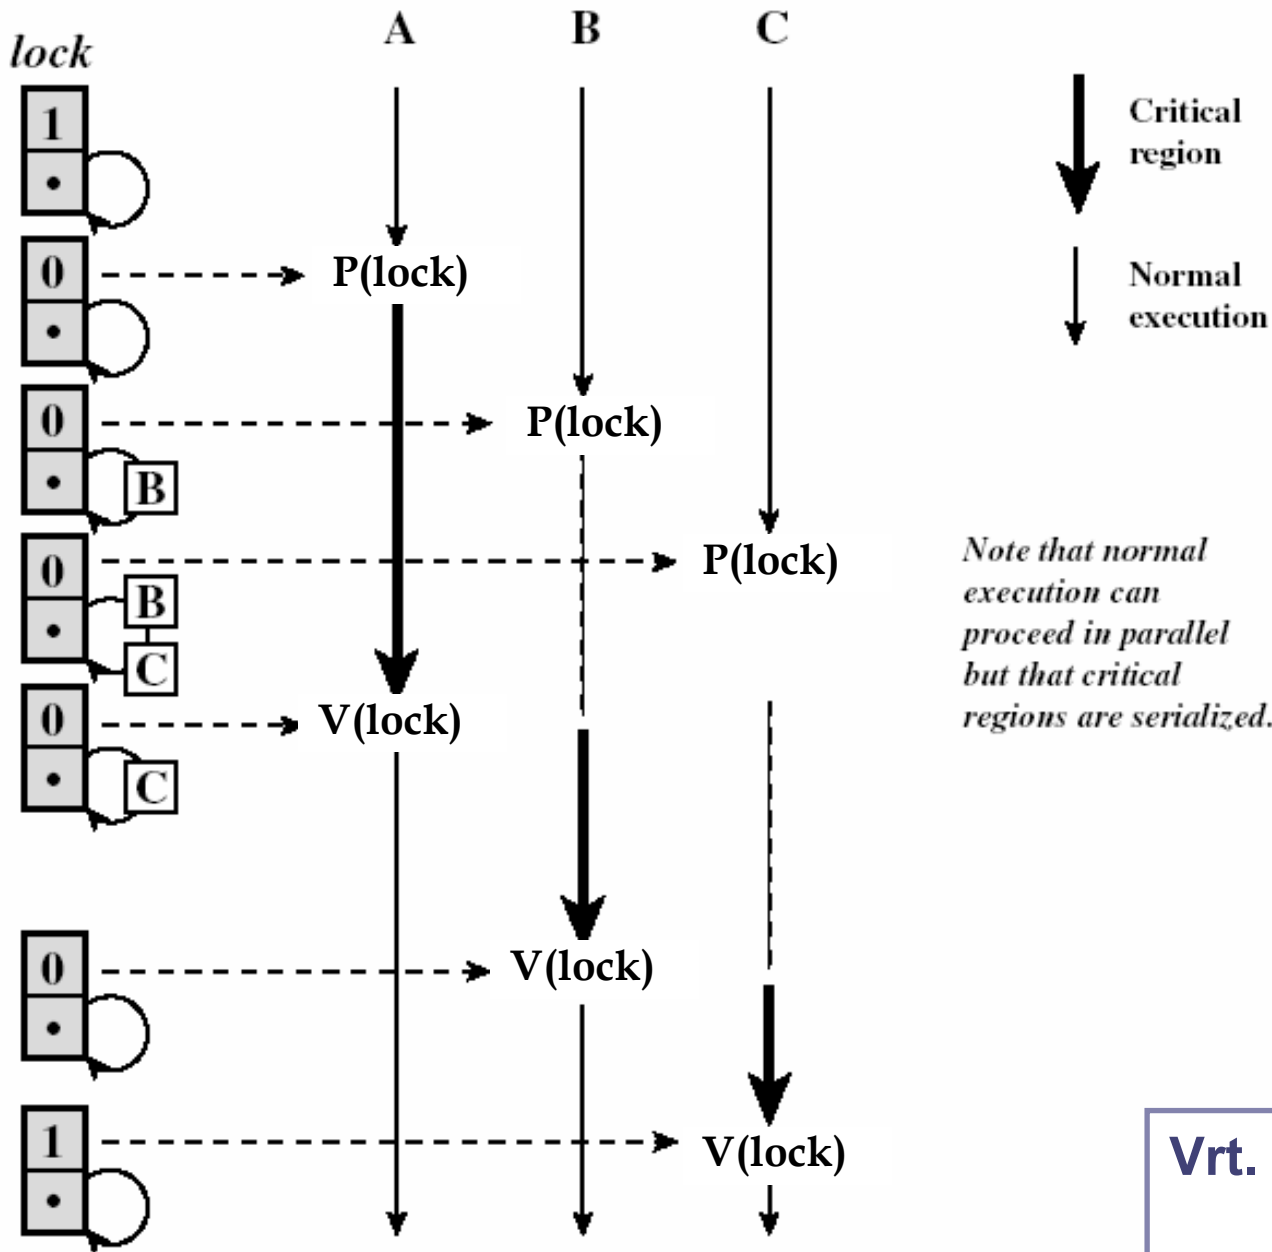 A B C
lock
1
Critical
region
0
P(lock)
Normal
execution
0
P(lock)
B
0
P(lock)
B
C
Note that normal
execution can
proceed in parallel
but that critical
regions are serialized.
0
V(lock)
C
0
V(lock)
1
V(lock)
Vrt.